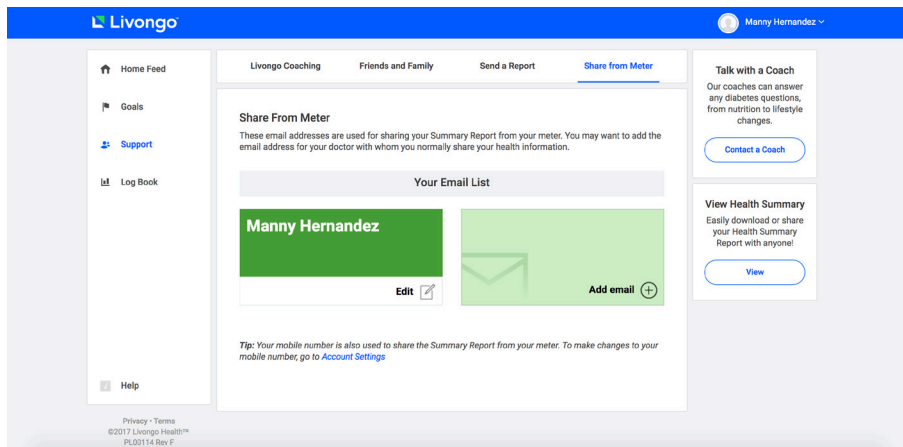 Livongo
Manny Hernandez
Home Feed
Goals
Support
Log Book
Help
Privacy • Terms
©2017 Livongo Health™
PL00114 Rev F
Livongo Coaching
Friends and Family
Send a Report
Share from Meter
Share From Meter
These email addresses are used for sharing your Summary Report from your meter. You may want to add the
email address for your doctor with whom you normally share your health information.
Your Email List
Manny Hernandez
Edit
Add email
Tip: Your mobile number is also used to share the Summary Report from your meter. To make changes to your
mobile number, go to Account Settings
Talk with a Coach
Our coaches can answer
any diabetes questions,
from nutrition to lifestyle
changes.
Contact a Coach
View Health Summary
Easily download or share
your Health Summary
Report with anyone!
View